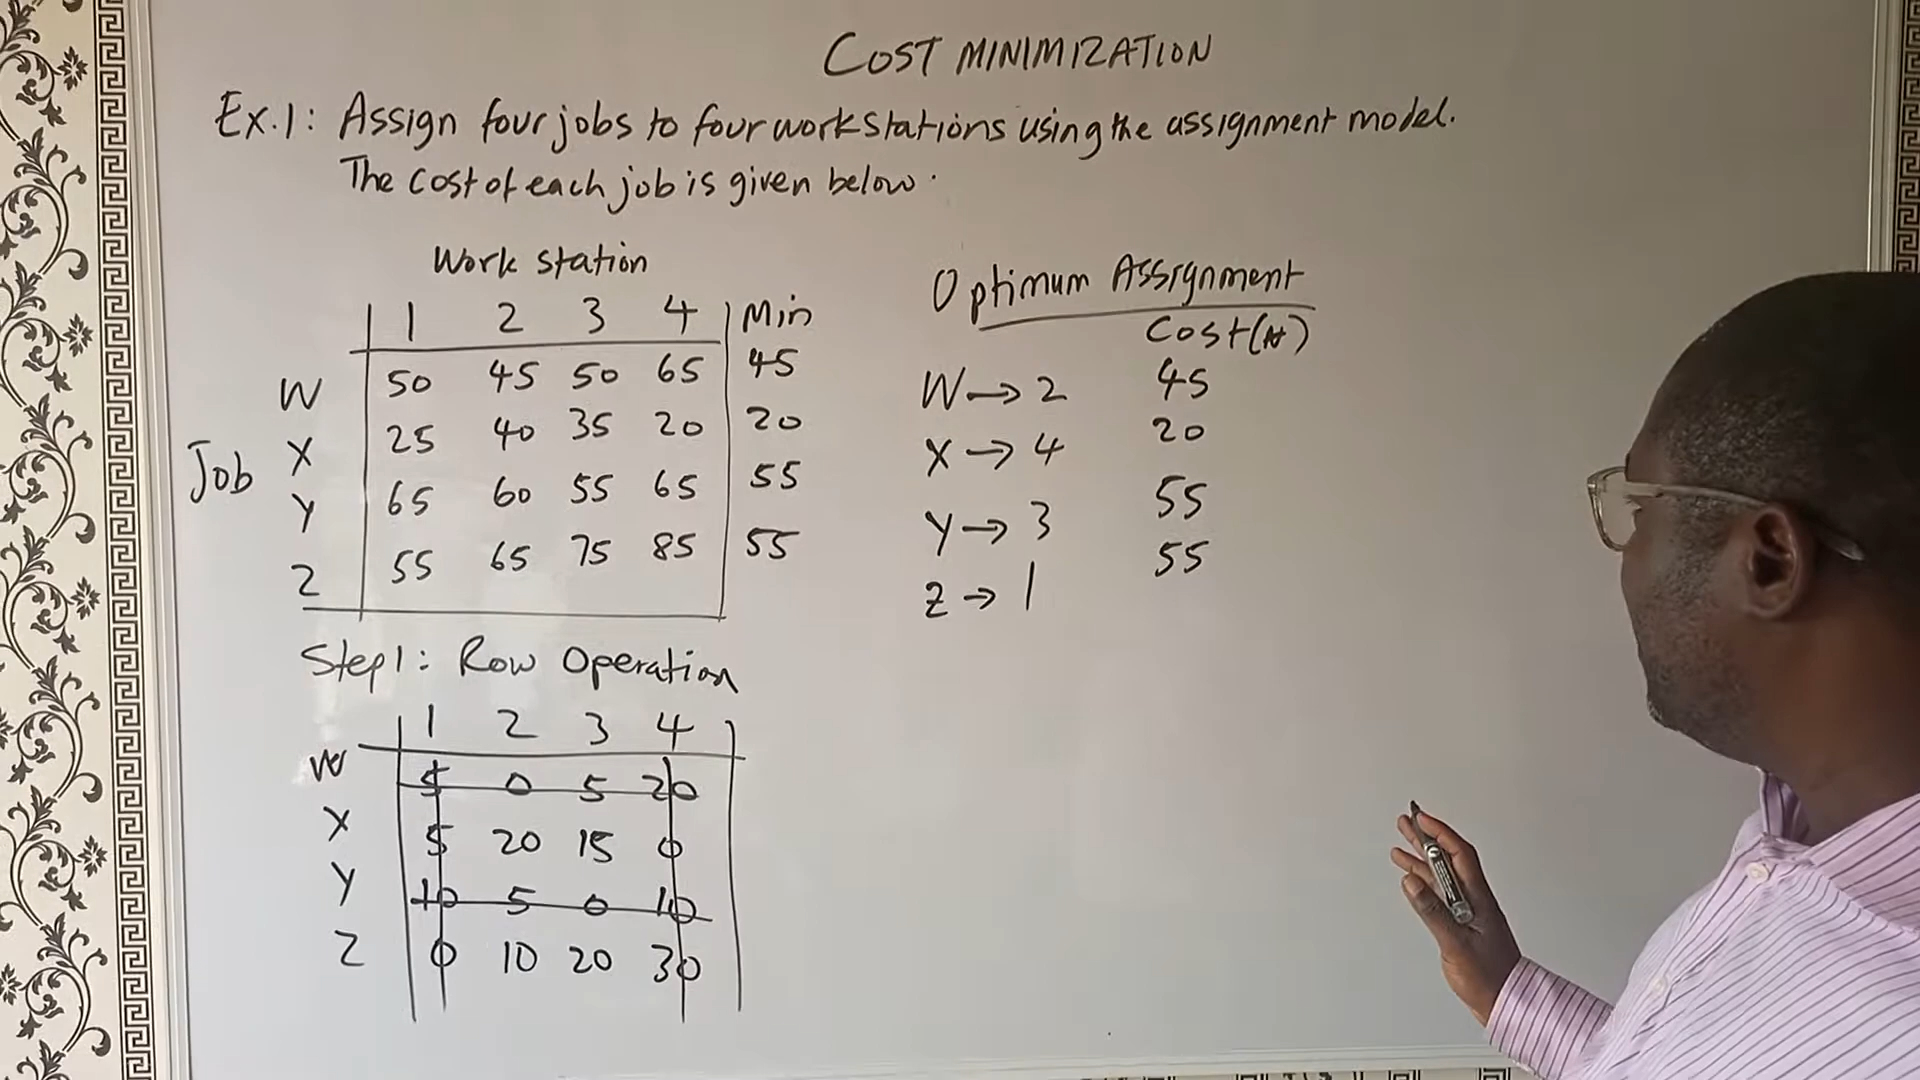 COST MINIMIZATION
Ex.1: Assign four jobs to four workstations using the assignment model.
The cost of each job is given below.
Work station
1 2 3 4 Min
W 50 45 50 65 45
X 25 40 35 20 20
Job
Y 65 60 55 65 55
Z 55 65 75 85 55
Optimum Assignment
Cost(₦)
W → 2 45
X → 4 20
Y → 3 55
Z → 1 55
Step 1: Row Operation
1 2 3 4
W 5 0 5 20
X 5 20 15 0
Y 10 5 0 10
Z 0 10 20 30